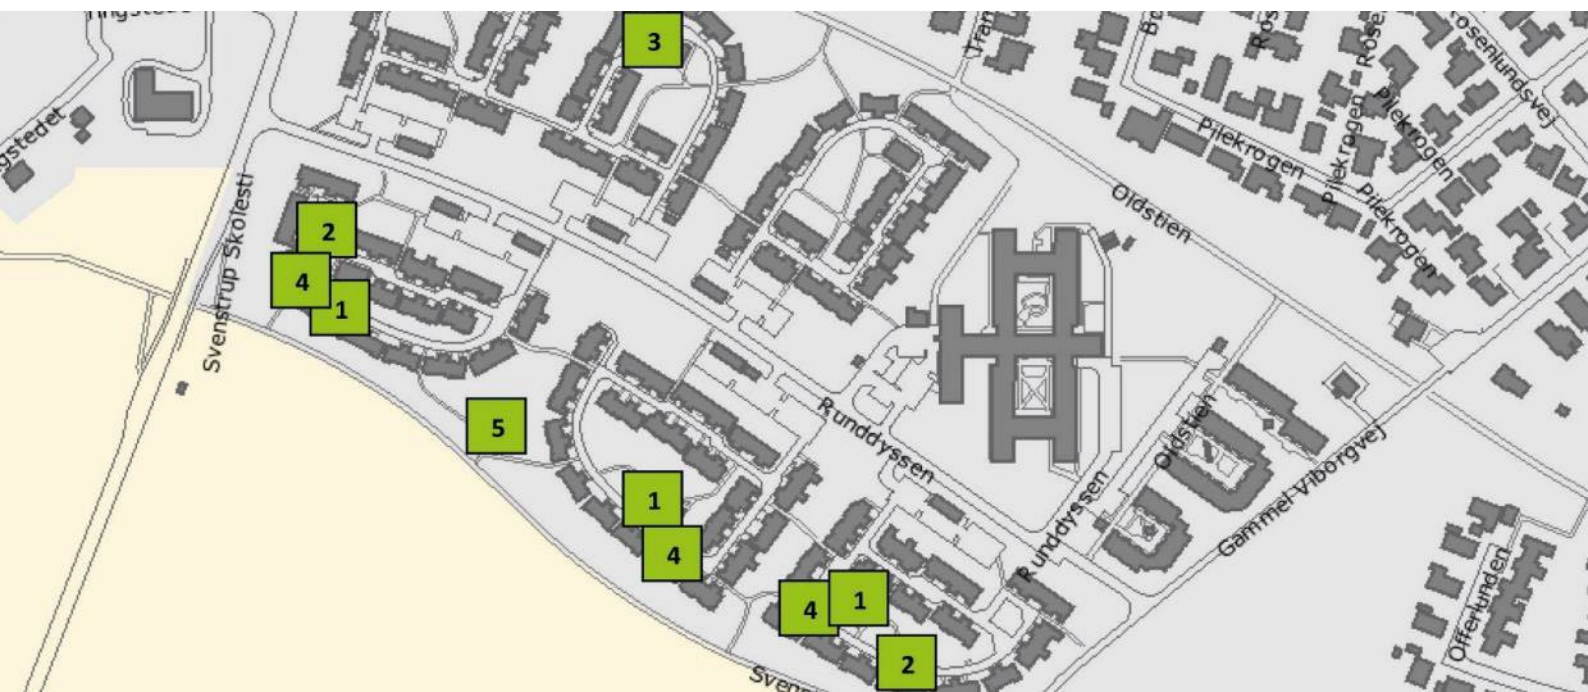 3
Pilekrogen
Pilekrogen
Pilekrogen
Pilekrogen
Rosenlundsvej
Oldstien
Svenstrup Skolesti
2
4
1
5
Runddyssen
Oldstien
1
4
Runddyssen
Gammel Viborgvej
4
1
2
Offerlunden